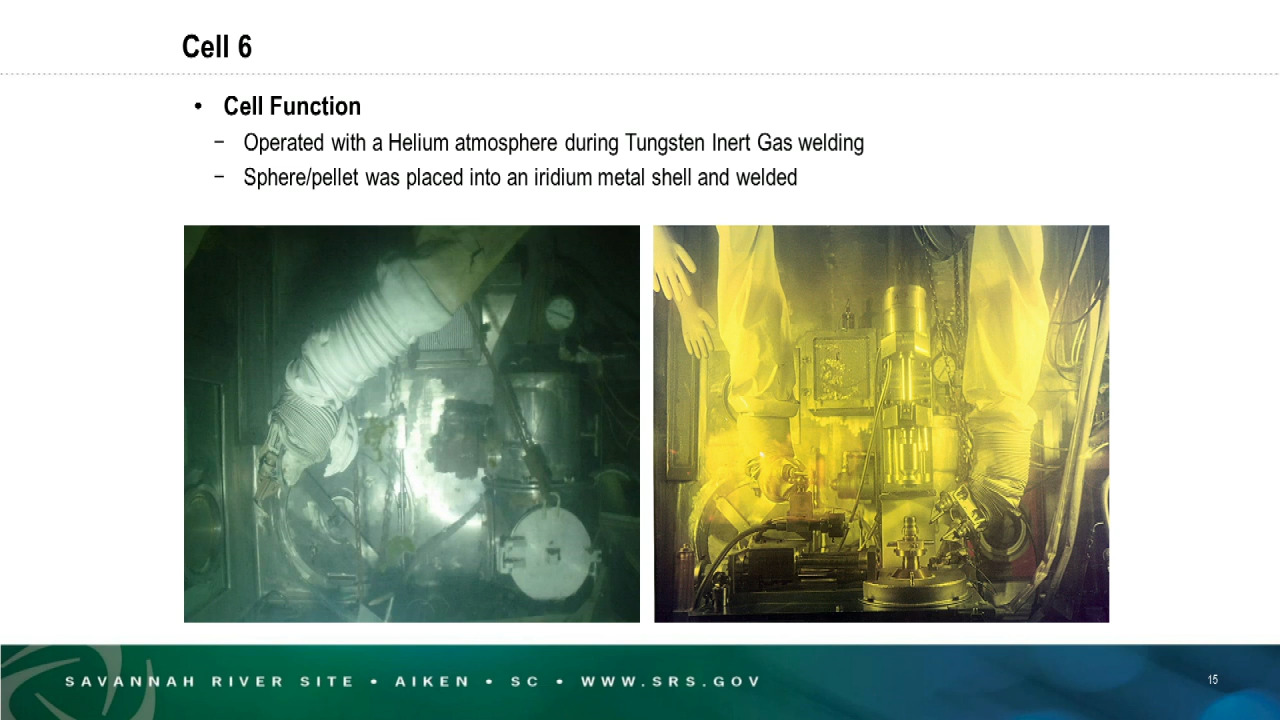 Cell 6
• Cell Function
– Operated with a Helium atmosphere during Tungsten Inert Gas welding
– Sphere/pellet was placed into an iridium metal shell and welded
SAVANNAH RIVER SITE • AIKEN • SC • WWW.SRS.GOV
15